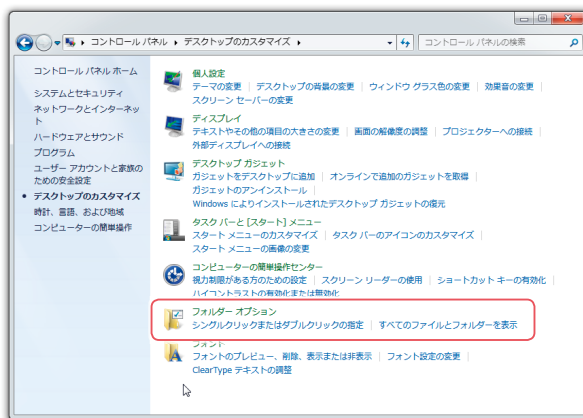 コントロール パネル ▸ デスクトップのカスタマイズ ▸
コントロール パネルの検索
コントロール パネル ホーム
システムとセキュリティ
ネットワークとインターネッ
ト
ハードウェアとサウンド
プログラム
ユーザー アカウントと家族の
ための安全設定
デスクトップのカスタマイズ
時計、言語、および地域
コンピューターの簡単操作
個人設定
テーマの変更 | デスクトップの背景の変更 | ウィンドウ グラス色の変更 | 効果音の変更 |
スクリーン セーバーの変更
ディスプレイ
テキストやその他の項目の大きさの変更 | 画面の解像度の調整 | プロジェクターへの接続 |
外部ディスプレイへの接続
デスクトップ ガジェット
ガジェットをデスクトップに追加 | オンラインで追加のガジェットを取得 |
ガジェットのアンインストール |
Windows によりインストールされたデスクトップ ガジェットの復元
タスク バーと [スタート] メニュー
スタート メニューのカスタマイズ | タスク バーのアイコンのカスタマイズ |
スタート メニューの画像の変更
コンピューターの簡単操作センター
視力制限がある方のための設定 | スクリーン リーダーの使用 | ショートカット キーの有効化 |
ハイコントラストの有効化または無効化
フォルダー オプション
シングルクリックまたはダブルクリックの指定 | すべてのファイルとフォルダーを表示
フォント
フォントのプレビュー、削除、表示または非表示 | フォント設定の変更 |
ClearType テキストの調整